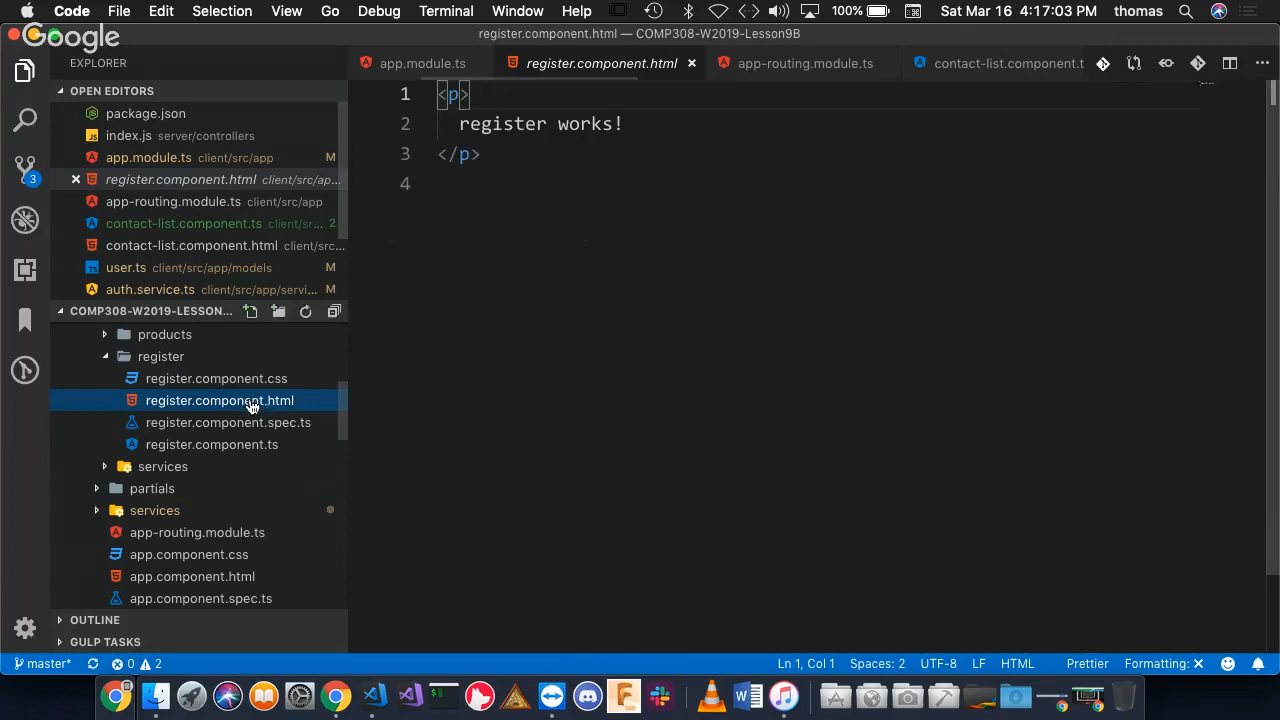 Code File Edit Selection View Go Debug Terminal Window Help 100% Sat Mar 16 4:17:03 PM thomas
Google
register.component.html — COMP308-W2019-Lesson9B
EXPLORER
app.module.ts
register.component.html
app-routing.module.ts
contact-list.component.t
OPEN EDITORS
package.json
index.js server/controllers
app.module.ts client/src/app M
register.component.html client/src/ap...
app-routing.module.ts client/src/app
contact-list.component.ts client/sr... 2
contact-list.component.html client/src...
user.ts client/src/app/models M
auth.service.ts client/src/app/servi... M
3
COMP308-W2019-LESSON...
products
register
register.component.css
register.component.html
register.component.spec.ts
register.component.ts
services
partials
services
app-routing.module.ts
app.component.css
app.component.html
app.component.spec.ts
OUTLINE
GULP TASKS
1 <p>
2 register works!
3 </p>
4
master* 0 2 Ln 1, Col 1 Spaces: 2 UTF-8 LF HTML Prettier Formatting: